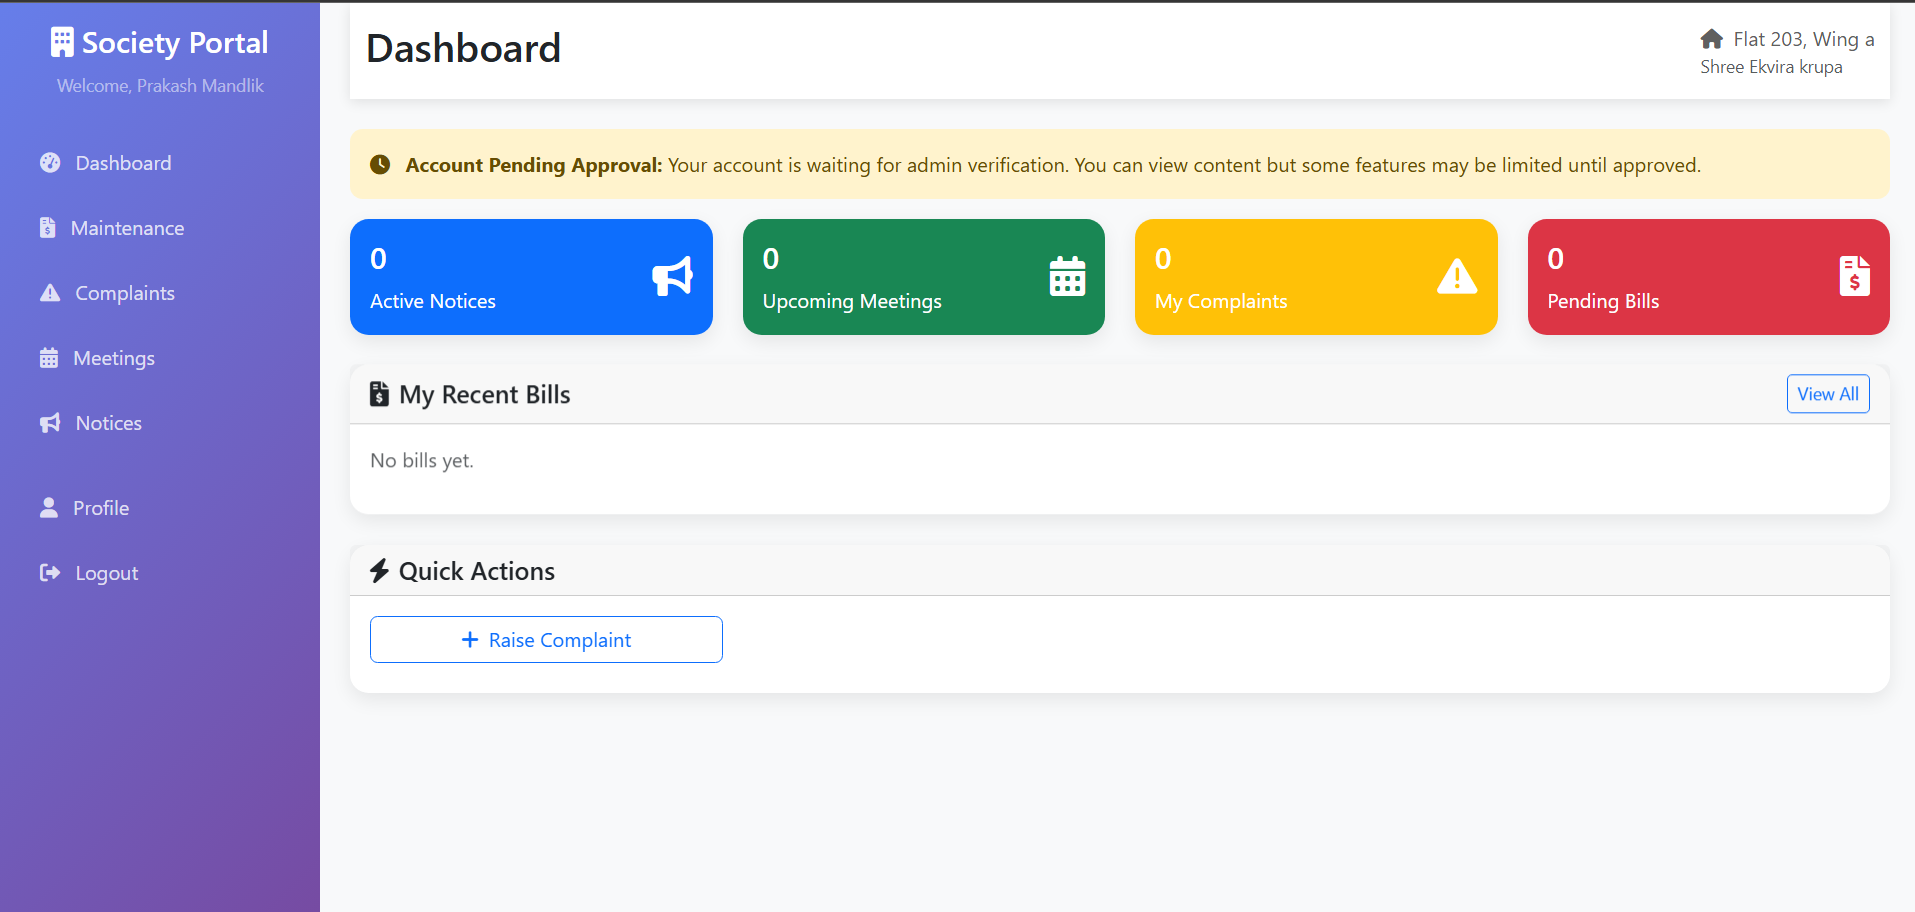 Society Portal
Welcome, Prakash Mandlik
Dashboard
Maintenance
Complaints
Meetings
Notices
Profile
Logout
Dashboard
Flat 203, Wing a
Shree Ekvira krupa
Account Pending Approval: Your account is waiting for admin verification. You can view content but some features may be limited until approved.
0
Active Notices
0
Upcoming Meetings
0
My Complaints
0
Pending Bills
My Recent Bills
View All
No bills yet.
Quick Actions
Raise Complaint